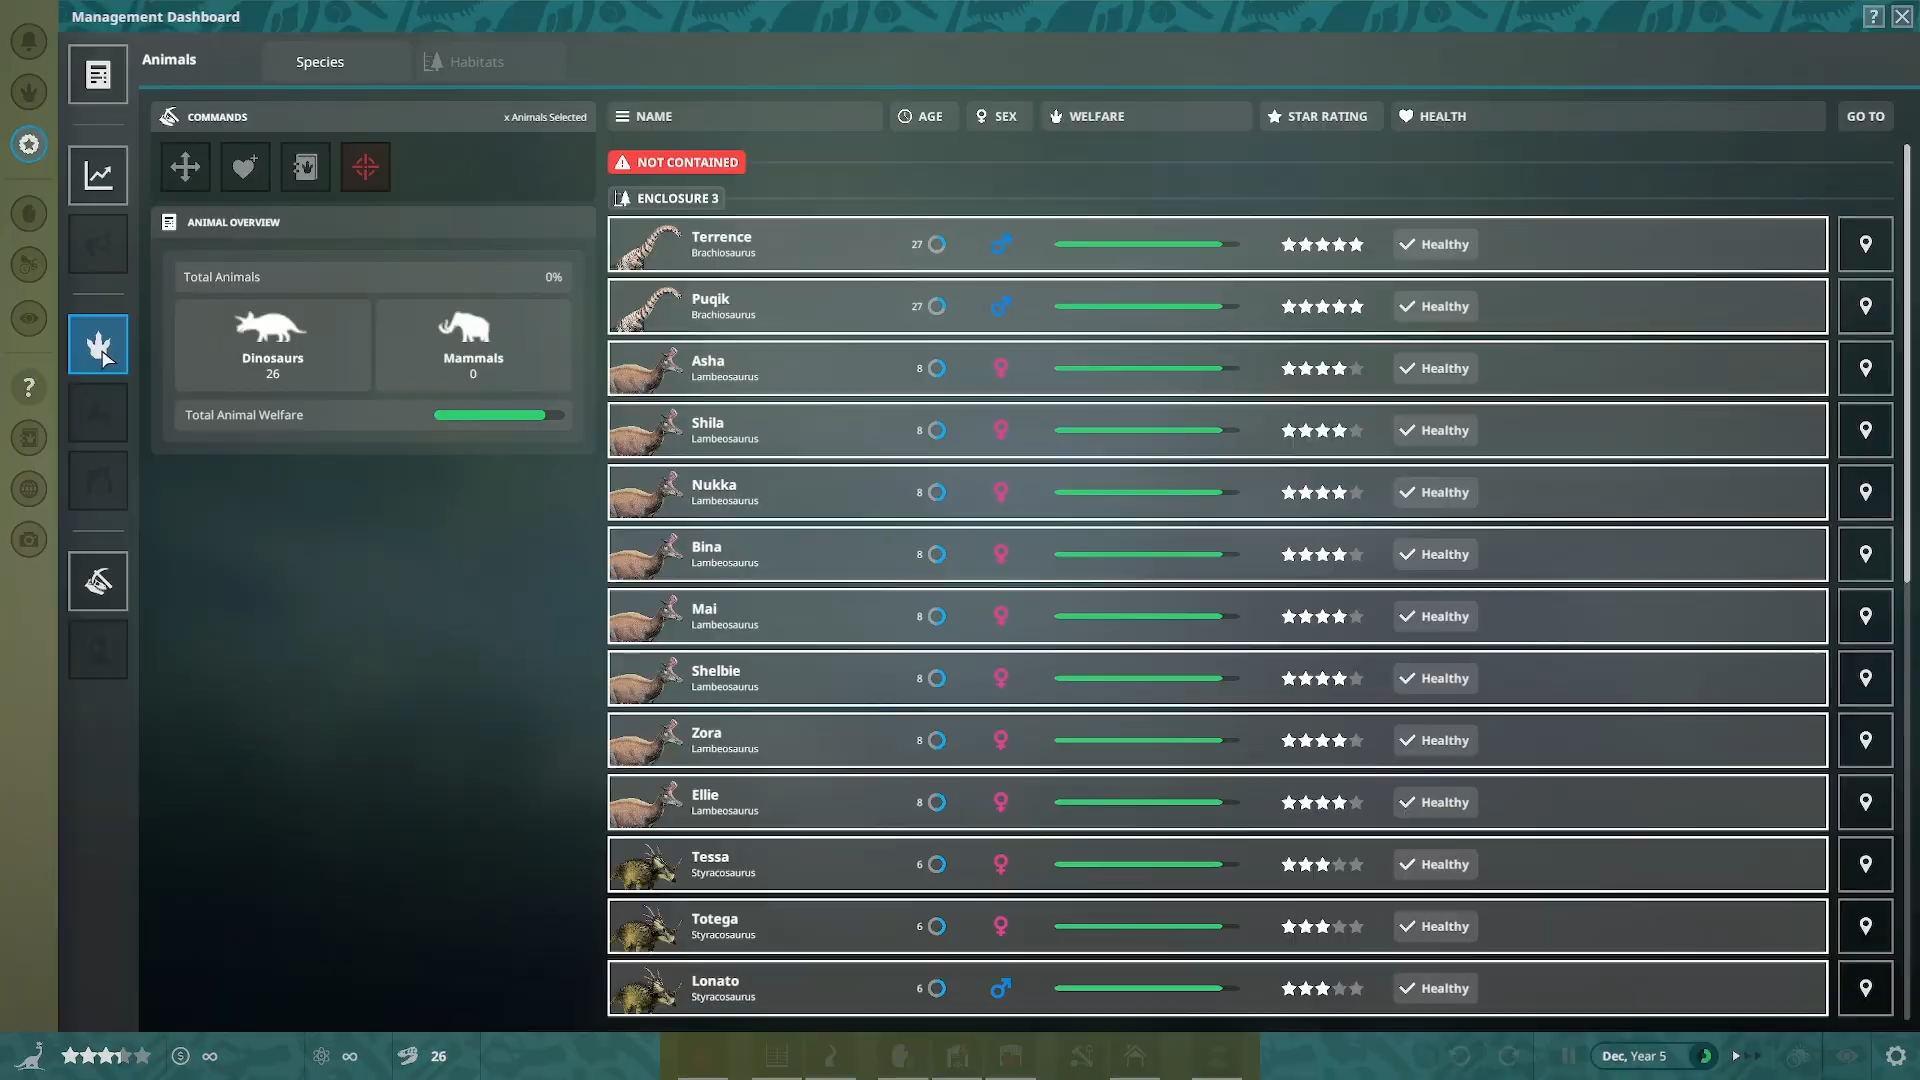 Management Dashboard
?
Animals
Species
Habitats
COMMANDS
x Animals Selected
ANIMAL OVERVIEW
Total Animals
0%
Dinosaurs
26
Mammals
0
Total Animal Welfare
?
NAME
AGE
SEX
WELFARE
STAR RATING
HEALTH
GO TO
NOT CONTAINED
ENCLOSURE 3
Terrence
Brachiosaurus
27
Healthy
Puqik
Brachiosaurus
27
Healthy
Asha
Lambeosaurus
8
Healthy
Shila
Lambeosaurus
8
Healthy
Nukka
Lambeosaurus
8
Healthy
Bina
Lambeosaurus
8
Healthy
Mai
Lambeosaurus
8
Healthy
Shelbie
Lambeosaurus
8
Healthy
Zora
Lambeosaurus
8
Healthy
Ellie
Lambeosaurus
8
Healthy
Tessa
Styracosaurus
6
Healthy
Totega
Styracosaurus
6
Healthy
Lonato
Styracosaurus
6
Healthy
∞
∞
26
Dec, Year 5